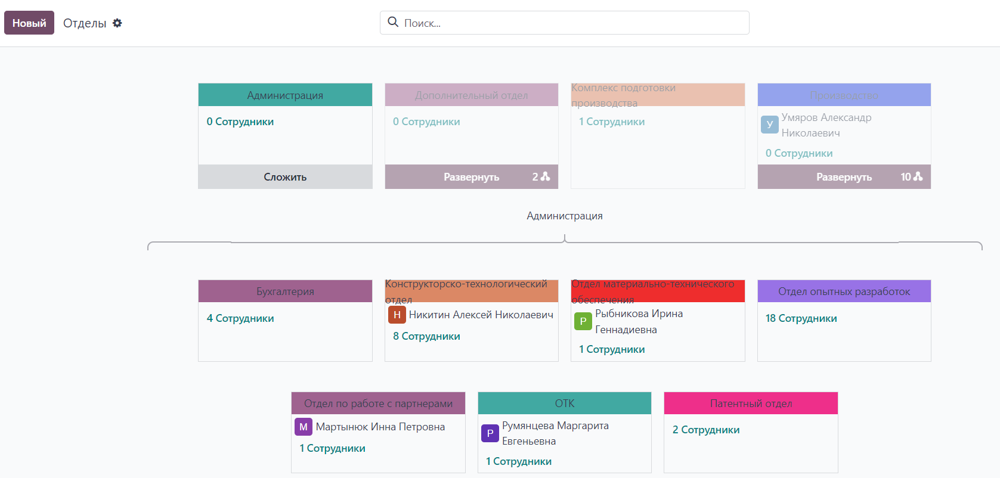 Новый
Отделы
Поиск...
Администрация
0 Сотрудники
Сложить
Дополнительный отдел
0 Сотрудники
Развернуть 2
Комплекс подготовки
производства
1 Сотрудники
Производство
У
Умяров Александр
Николаевич
0 Сотрудники
Развернуть 10
Администрация
Бухгалтерия
4 Сотрудники
Конструкторско-технологический
отдел
Н Никитин Алексей Николаевич
8 Сотрудники
Отдел материально-технического
обеспечения
Р
Рыбникова Ирина
Геннадиевна
1 Сотрудники
Отдел опытных разработок
18 Сотрудники
Отдел по работе с партнерами
М Мартынюк Инна Петровна
1 Сотрудники
ОТК
Р
Румянцева Маргарита
Евгеньевна
1 Сотрудники
Патентный отдел
2 Сотрудники